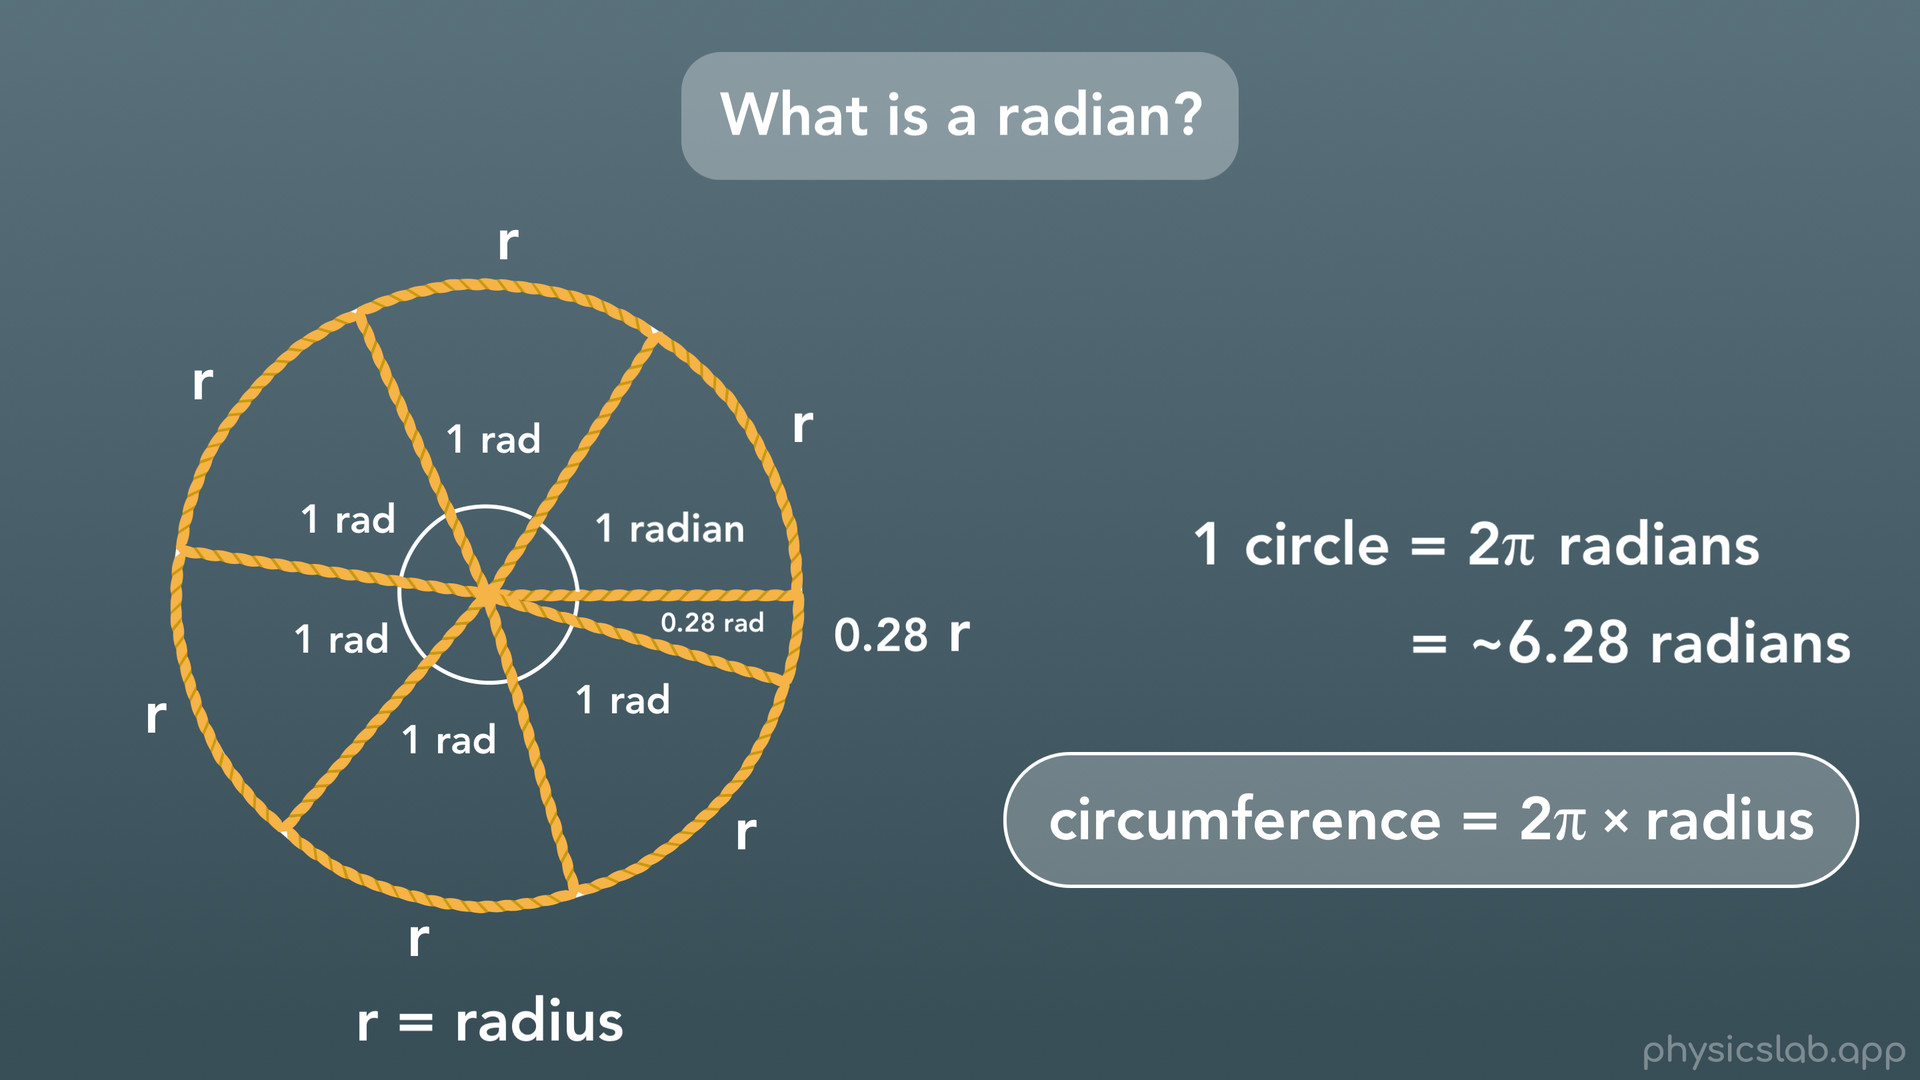 What is a radian?
r
r
r
1 rad
1 rad
1 radian
1 circle = 2π radians
0.28 rad
0.28 r
1 rad
= ~6.28 radians
1 rad
r
1 rad
circumference = 2π × radius
r
r
r = radius
physicslab.app